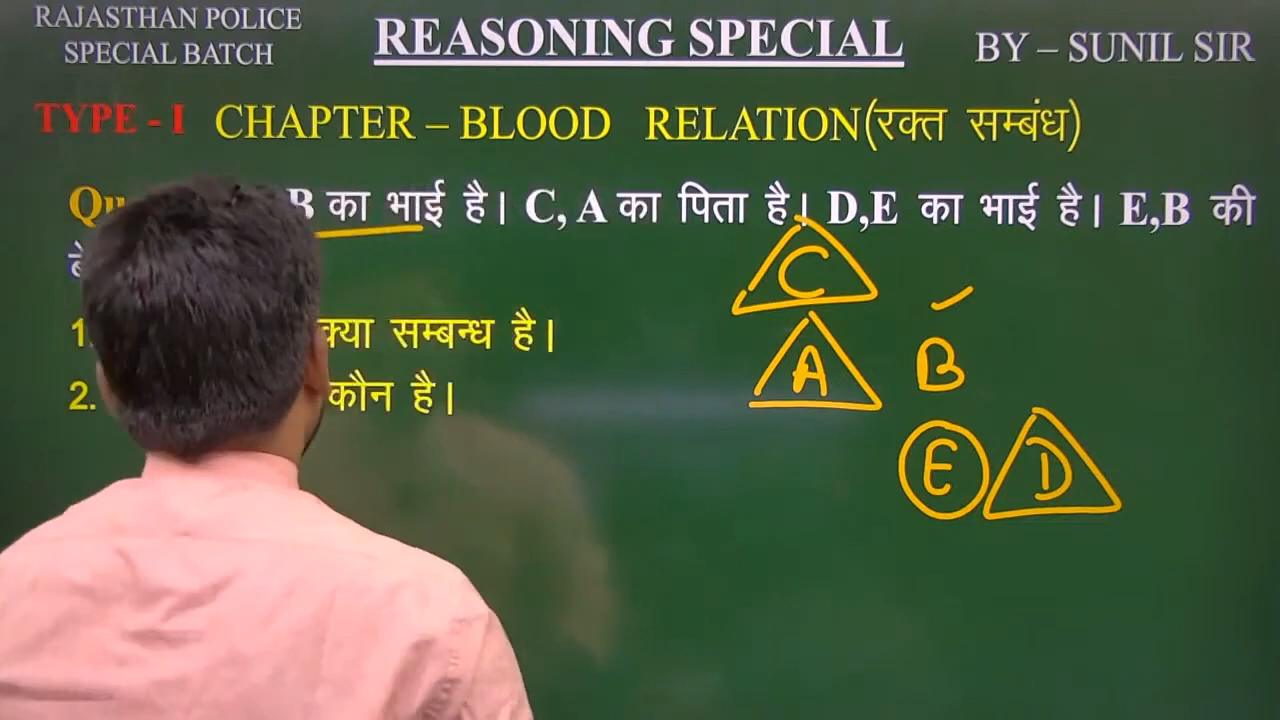 RAJASTHAN POLICE
SPECIAL BATCH
REASONING SPECIAL
BY – SUNIL SIR
TYPE - I CHAPTER – BLOOD RELATION(रक्त सम्बंध)
B का भाई है। C, A का पिता है। D,E का भाई है। E,B की
1. क्या सम्बन्ध है।
2. कौन है।
C
A B
E D